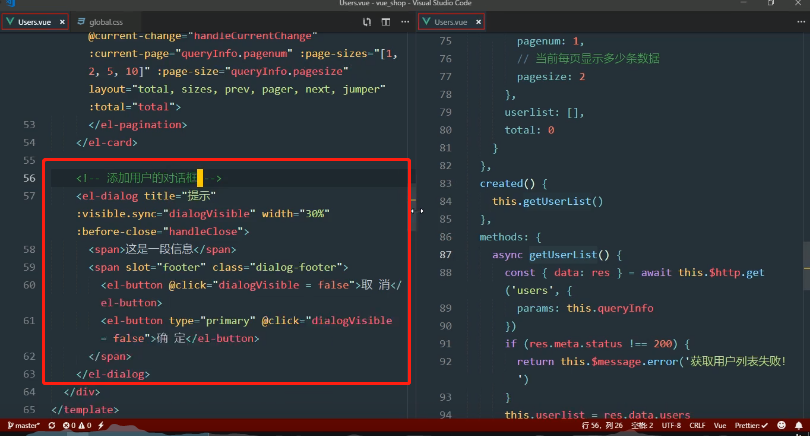 Users.vue - vue_shop - Visual Studio Code
Users.vue × global.css ···
@current-change="handleCurrentChange"
:current-page="queryInfo.pagenum" :page-sizes="[1,
2, 5, 10]" :page-size="queryInfo.pagesize"
layout="total, sizes, prev, pager, next, jumper"
:total="total">
53 </el-pagination>
54 </el-card>
55
56 <!-- 添加用户的对话框 -->
57 <el-dialog title="提示"
:visible.sync="dialogVisible" width="30%"
:before-close="handleClose">
58 <span>这是一段信息</span>
59 <span slot="footer" class="dialog-footer">
60 <el-button @click="dialogVisible = false">取 消</
el-button>
61 <el-button type="primary" @click="dialogVisible
= false">确 定</el-button>
62 </span>
63 </el-dialog>
64 </div>
65 </template>
Users.vue × ···
75 pagenum: 1,
76 // 当前每页显示多少条数据
77 pagesize: 2
78 },
79 userlist: [],
80 total: 0
81 }
82 },
83 created() {
84 this.getUserList()
85 },
86 methods: {
87 async getUserList() {
88 const { data: res } = await this.$http.get
('users', {
89 params: this.queryInfo
90 })
91 if (res.meta.status !== 200) {
92 return this.$message.error('获取用户列表失败!
')
93 }
94 this.userlist = res.data.users
master* 0 0 行 56, 列 26 空格: 2 UTF-8 CRLF Vue Prettier: ✓